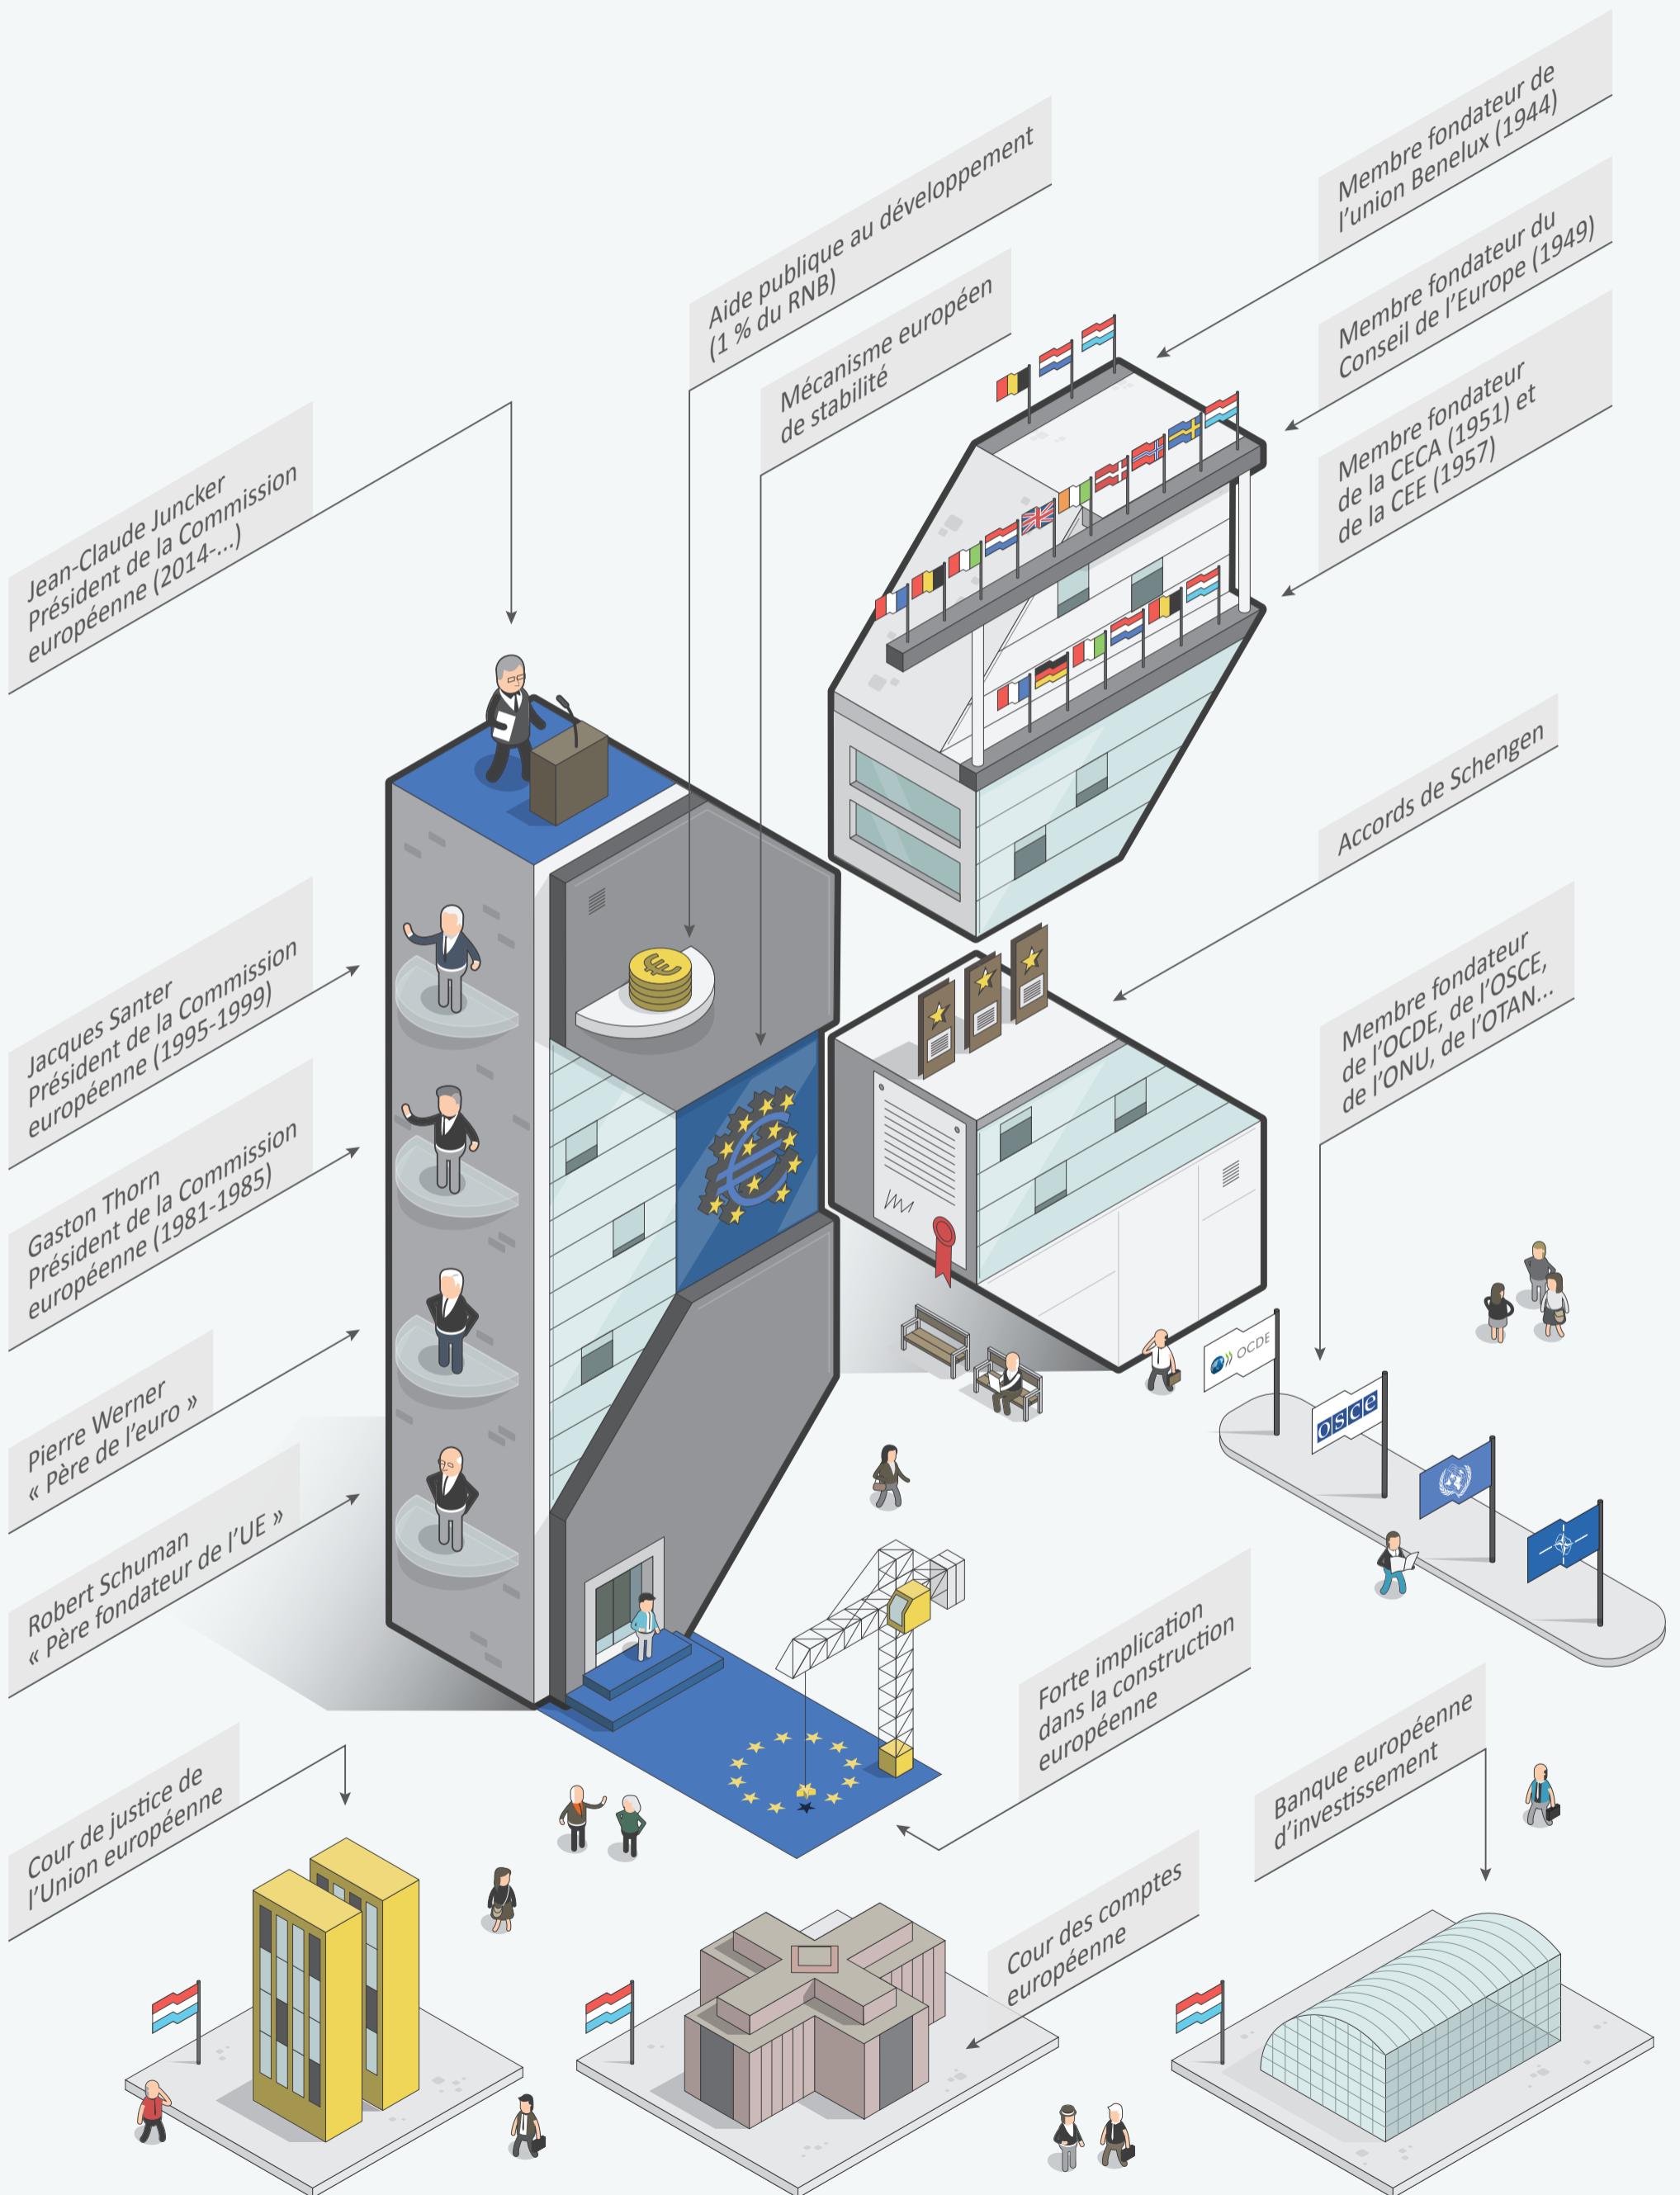 Membre fondateur de
l’union Benelux (1944)
Aide publique au développement
(1 % du RNB)
Membre fondateur du
Conseil de l’Europe (1949)
Mécanisme européen
de stabilité
Membre fondateur
de la CECA (1951) et
de la CEE (1957)
Jean-Claude Juncker
Président de la Commission
européenne (2014-...)
Accords de Schengen
Jacques Santer
Président de la Commission
européenne (1995-1999)
Membre fondateur
de l’OCDE, de l’OSCE,
de l’ONU, de l’OTAN...
Gaston Thorn
Président de la Commission
européenne (1981-1985)
OCDE
Pierre Werner
« Père de l’euro »
osce
Robert Schuman
« Père fondateur de l’UE »
Forte implication
dans la construction
européenne
Banque européenne
d’investissement
Cour de justice de
l’Union européenne
Cour des comptes
européenne